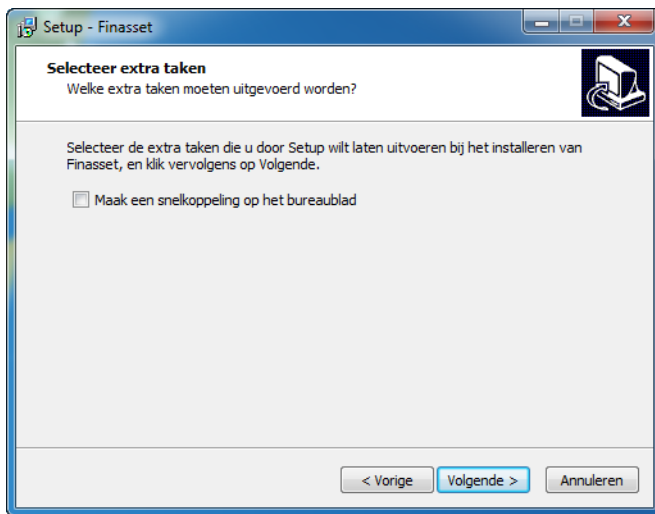 Setup - Finasset
Selecteer extra taken
Welke extra taken moeten uitgevoerd worden?
Selecteer de extra taken die u door Setup wilt laten uitvoeren bij het installeren van
Finasset, en klik vervolgens op Volgende.
Maak een snelkoppeling op het bureaublad
< Vorige
Volgende >
Annuleren